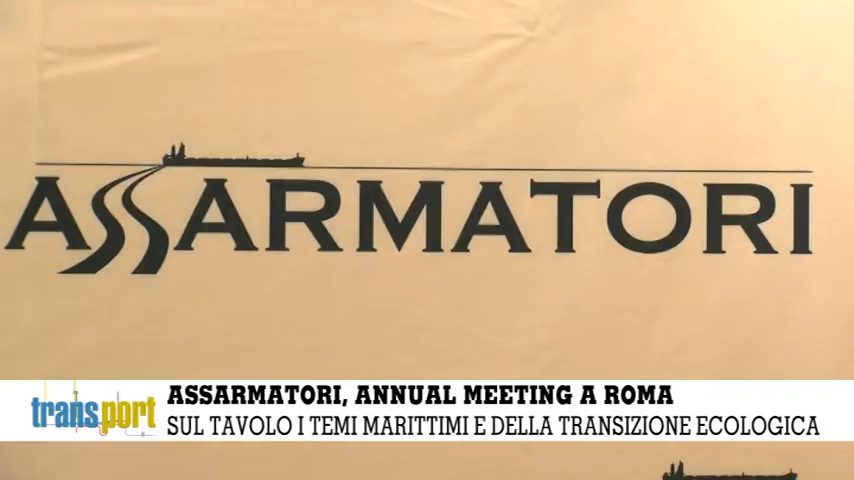 ASSARMATORI
transport
ASSARMATORI, ANNUAL MEETING A ROMA
SUL TAVOLO I TEMI MARITTIMI E DELLA TRANSIZIONE ECOLOGICA